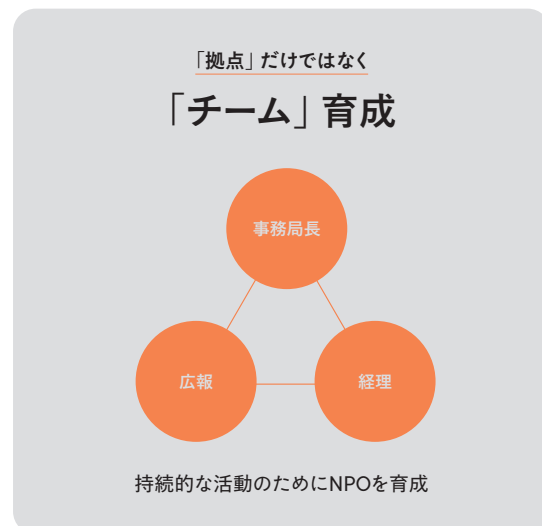 「拠点」だけではなく
「チーム」育成
事務局長
広報
経理
持続的な活動のためにNPOを育成